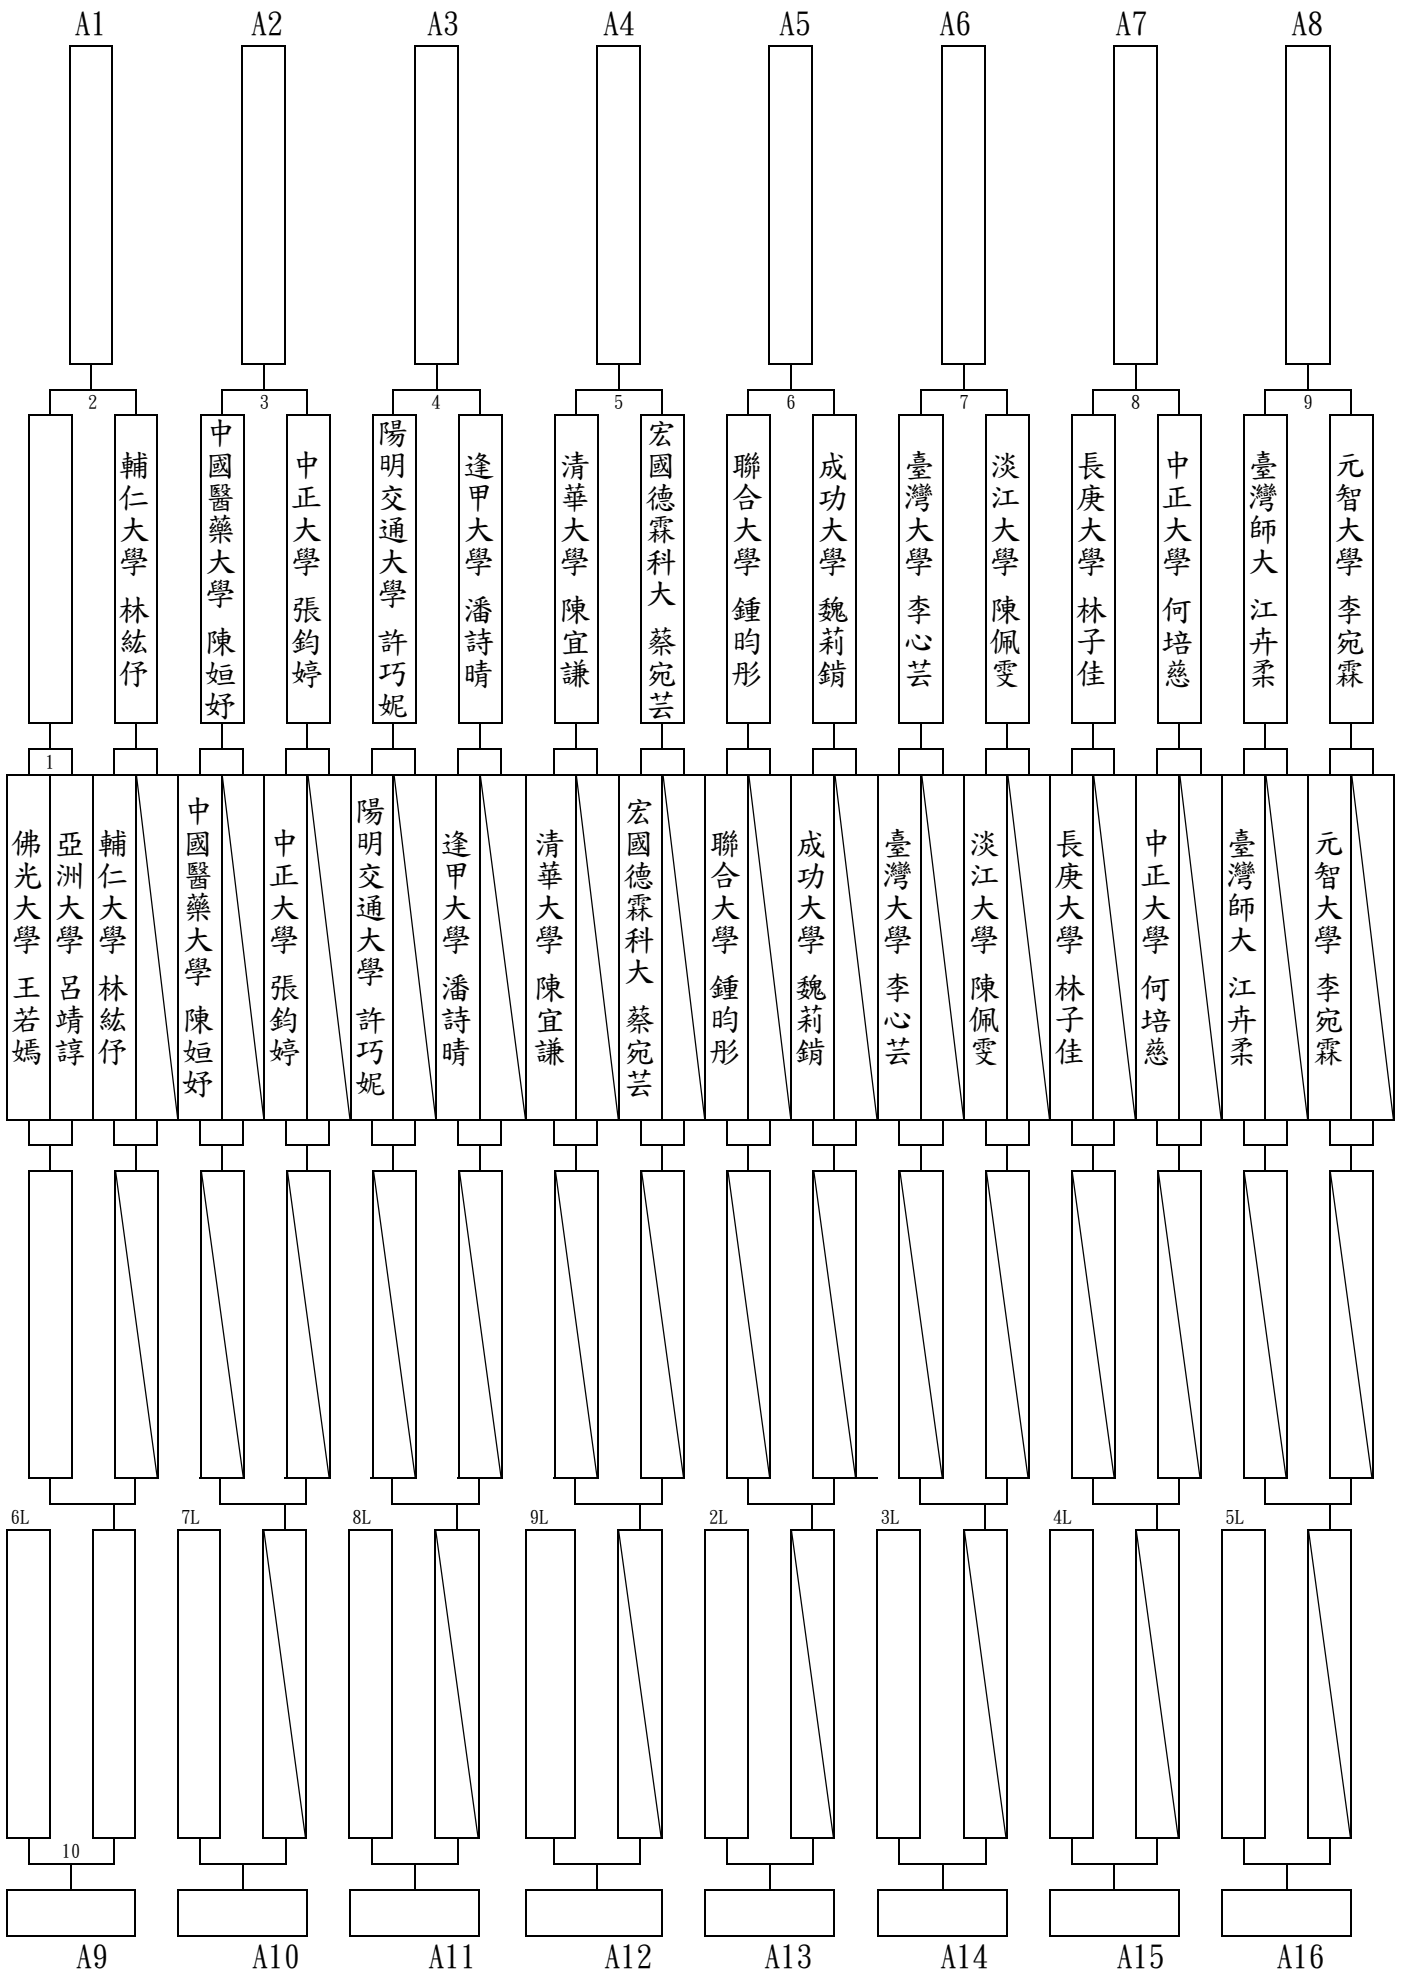 A1
A2
A3
A4
A5
A6
A7
A8
2
3
4
5
6
7
8
9
輔仁大學 林紘伃
中國醫藥大學 陳姮妤
中正大學 張鈞婷
陽明交通大學 許巧妮
逢甲大學 潘詩晴
清華大學 陳宜謙
宏國德霖科大 蔡宛芸
聯合大學 鍾昀彤
成功大學 魏莉錥
臺灣大學 李心芸
淡江大學 陳佩雯
長庚大學 林子佳
中正大學 何培慈
臺灣師大 江卉柔
元智大學 李宛霖
1
佛光大學 王若嫣
亞洲大學 呂靖諄
輔仁大學 林紘伃
中國醫藥大學 陳姮妤
中正大學 張鈞婷
陽明交通大學 許巧妮
逢甲大學 潘詩晴
清華大學 陳宜謙
宏國德霖科大 蔡宛芸
聯合大學 鍾昀彤
成功大學 魏莉錥
臺灣大學 李心芸
淡江大學 陳佩雯
長庚大學 林子佳
中正大學 何培慈
臺灣師大 江卉柔
元智大學 李宛霖
6L
7L
8L
9L
2L
3L
4L
5L
10
A9
A10
A11
A12
A13
A14
A15
A16